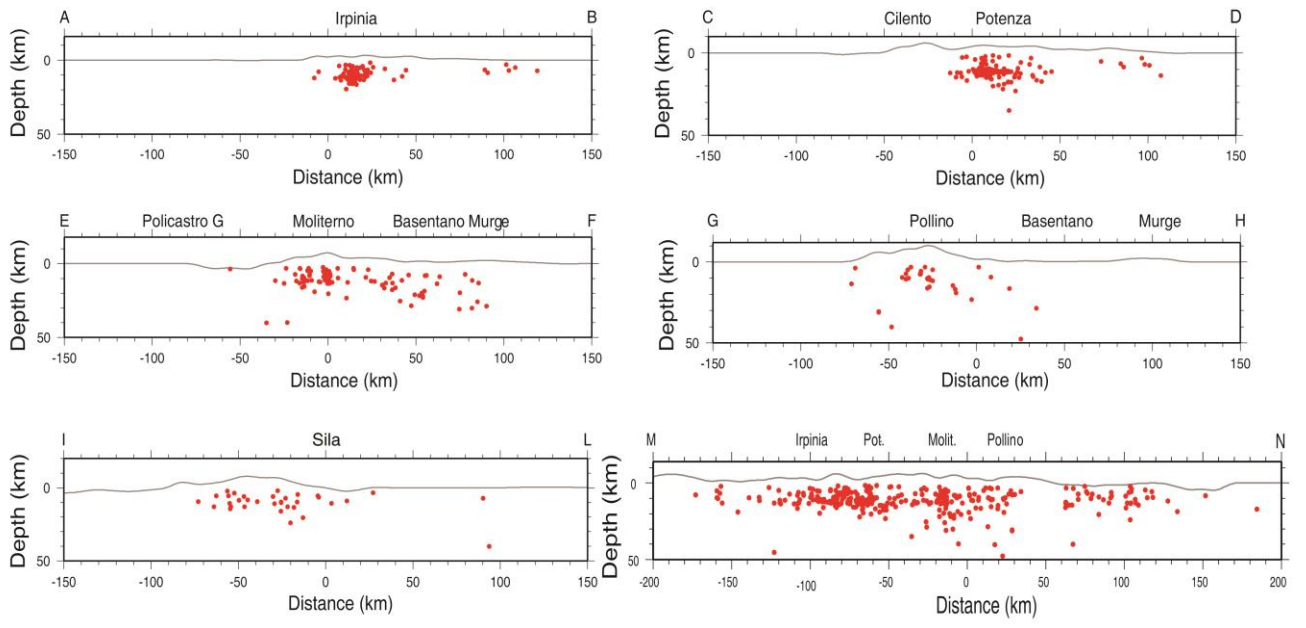 A Irpinia B
Depth (km)
0
50
-150 -100 -50 0 50 100 150
Distance (km)
C Cilento Potenza D
Depth (km)
0
50
-150 -100 -50 0 50 100 150
Distance (km)
E Policastro G Moliterno Basentano Murge F
Depth (km)
0
50
-150 -100 -50 0 50 100 150
Distance (km)
G Pollino Basentano Murge H
Depth (km)
0
50
-150 -100 -50 0 50 100 150
Distance (km)
I Sila L
Depth (km)
0
50
-150 -100 -50 0 50 100 150
Distance (km)
M Irpinia Pot. Molit. Pollino N
Depth (km)
0
50
-200 -150 -100 -50 0 50 100 150 200
Distance (km)